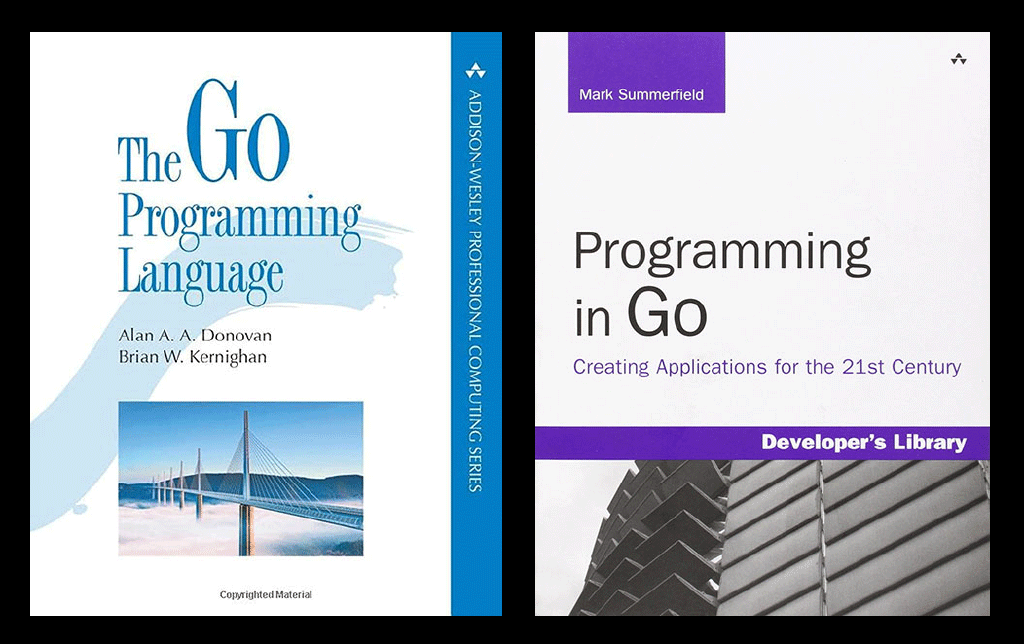 The Go
Programming
Language
Alan A. A. Donovan
Brian W. Kernighan
Copyrighted Material
ADDISON-WESLEY PROFESSIONAL COMPUTING SERIES
Mark Summerfield
Programming
in Go
Creating Applications for the 21st Century
Developer's Library